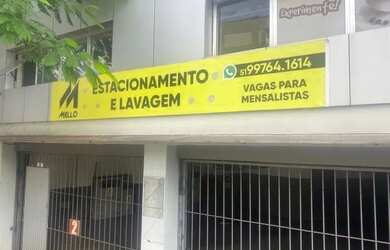 Experimente!
ESTACIONAMENTO
E LAVAGEM
MELLO
51 99764.1614
VAGAS PARA
MENSALISTAS
2